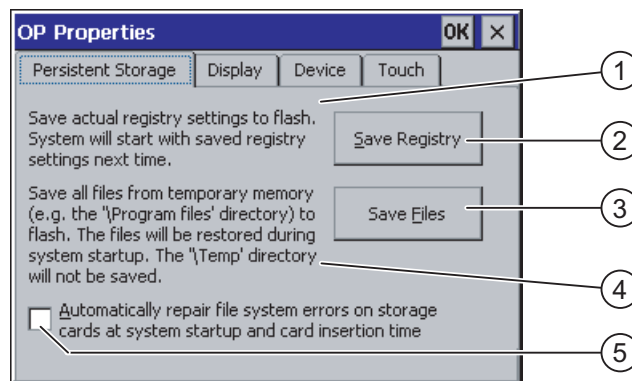 OP Properties OK ×
Persistent Storage Display Device Touch
1
Save actual registry settings to flash.
System will start with saved registry
settings next time.
Save Registry
2
Save all files from temporary memory
(e.g. the '\Program files' directory) to
flash. The files will be restored during
system startup. The '\Temp' directory
will not be saved.
Save Files
3
4
Automatically repair file system errors on storage
cards at system startup and card insertion time
5